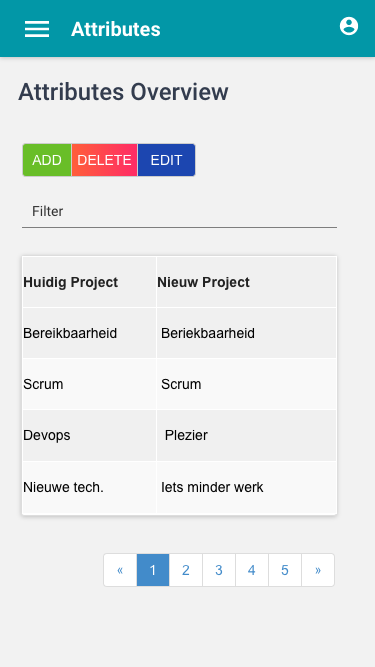 Attributes
Attributes Overview
ADD DELETE EDIT
Filter
Huidig Project Nieuw Project
Bereikbaarheid Beriekbaarheid
Scrum Scrum
Devops Plezier
Nieuwe tech. Iets minder werk
« 1 2 3 4 5 »